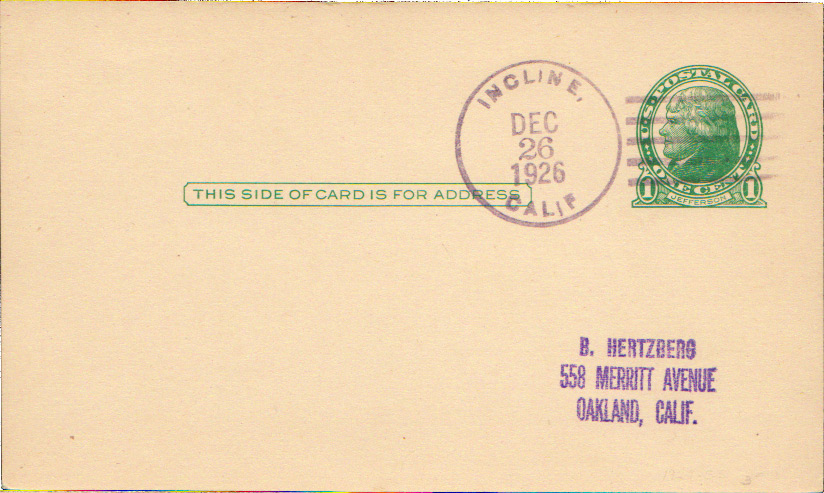 INCLINE,
DEC
26
1926
CALIF
U·S·POSTAL CARD
ONE CENT
1 1
JEFFERSON
THIS SIDE OF CARD IS FOR ADDRESS
B. HERTZBERG
558 MERRITT AVENUE
OAKLAND, CALIF.